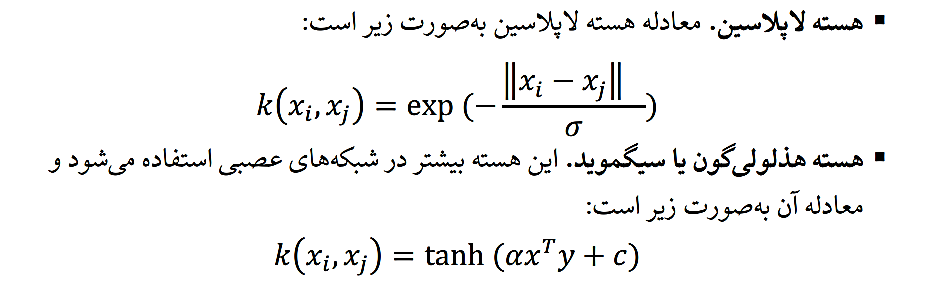 ▪ هسته لاپلاسین. معادله هسته لاپلاسین به‌صورت زیر است:
k(xᵢ, xⱼ) = exp (− ‖xᵢ − xⱼ‖ / σ)
▪ هسته هذلولی‌گون یا سیگموید. این هسته بیشتر در شبکه‌های عصبی استفاده می‌شود و
معادله آن به‌صورت زیر است:
k(xᵢ, xⱼ) = tanh (αxᵀy + c)